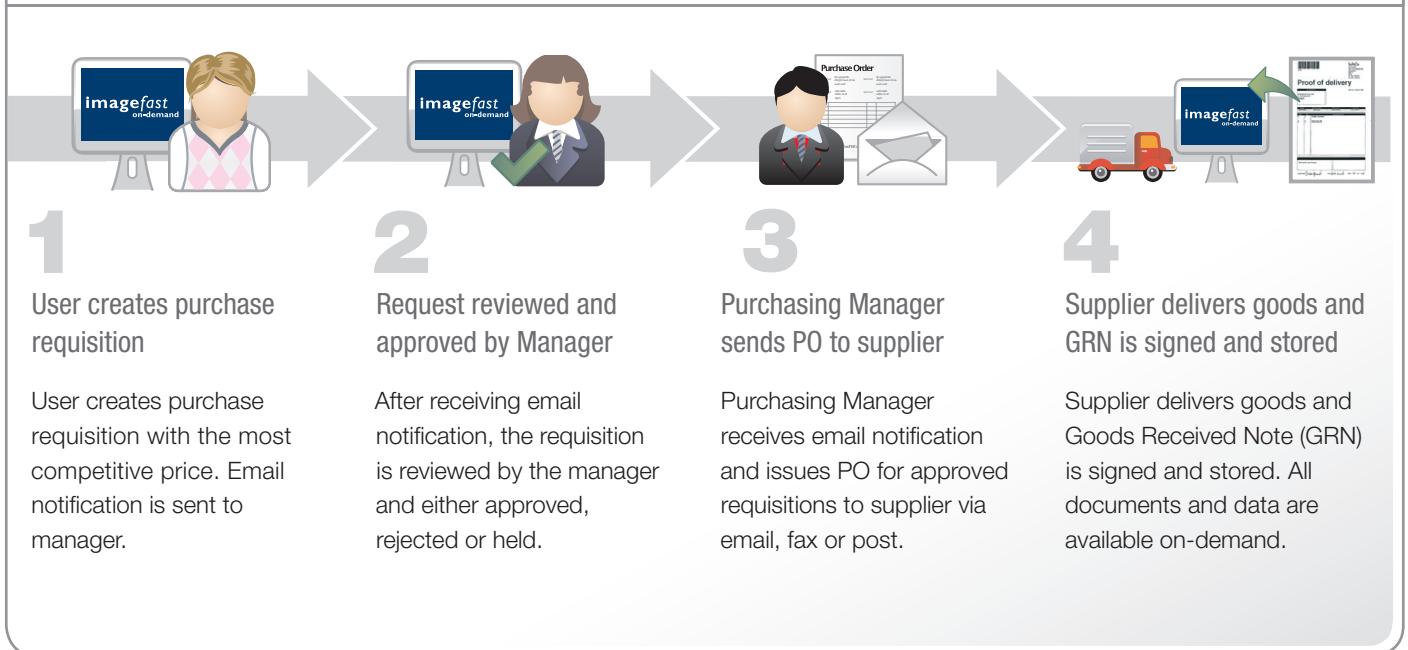 imagefast
on-demand
imagefast
on-demand
Purchase Order
imagefast
on-demand
Proof of delivery
1
User creates purchase
requisition
User creates purchase
requisition with the most
competitive price. Email
notification is sent to
manager.
2
Request reviewed and
approved by Manager
After receiving email
notification, the requisition
is reviewed by the manager
and either approved,
rejected or held.
3
Purchasing Manager
sends PO to supplier
Purchasing Manager
receives email notification
and issues PO for approved
requisitions to supplier via
email, fax or post.
4
Supplier delivers goods and
GRN is signed and stored
Supplier delivers goods and
Goods Received Note (GRN)
is signed and stored. All
documents and data are
available on-demand.